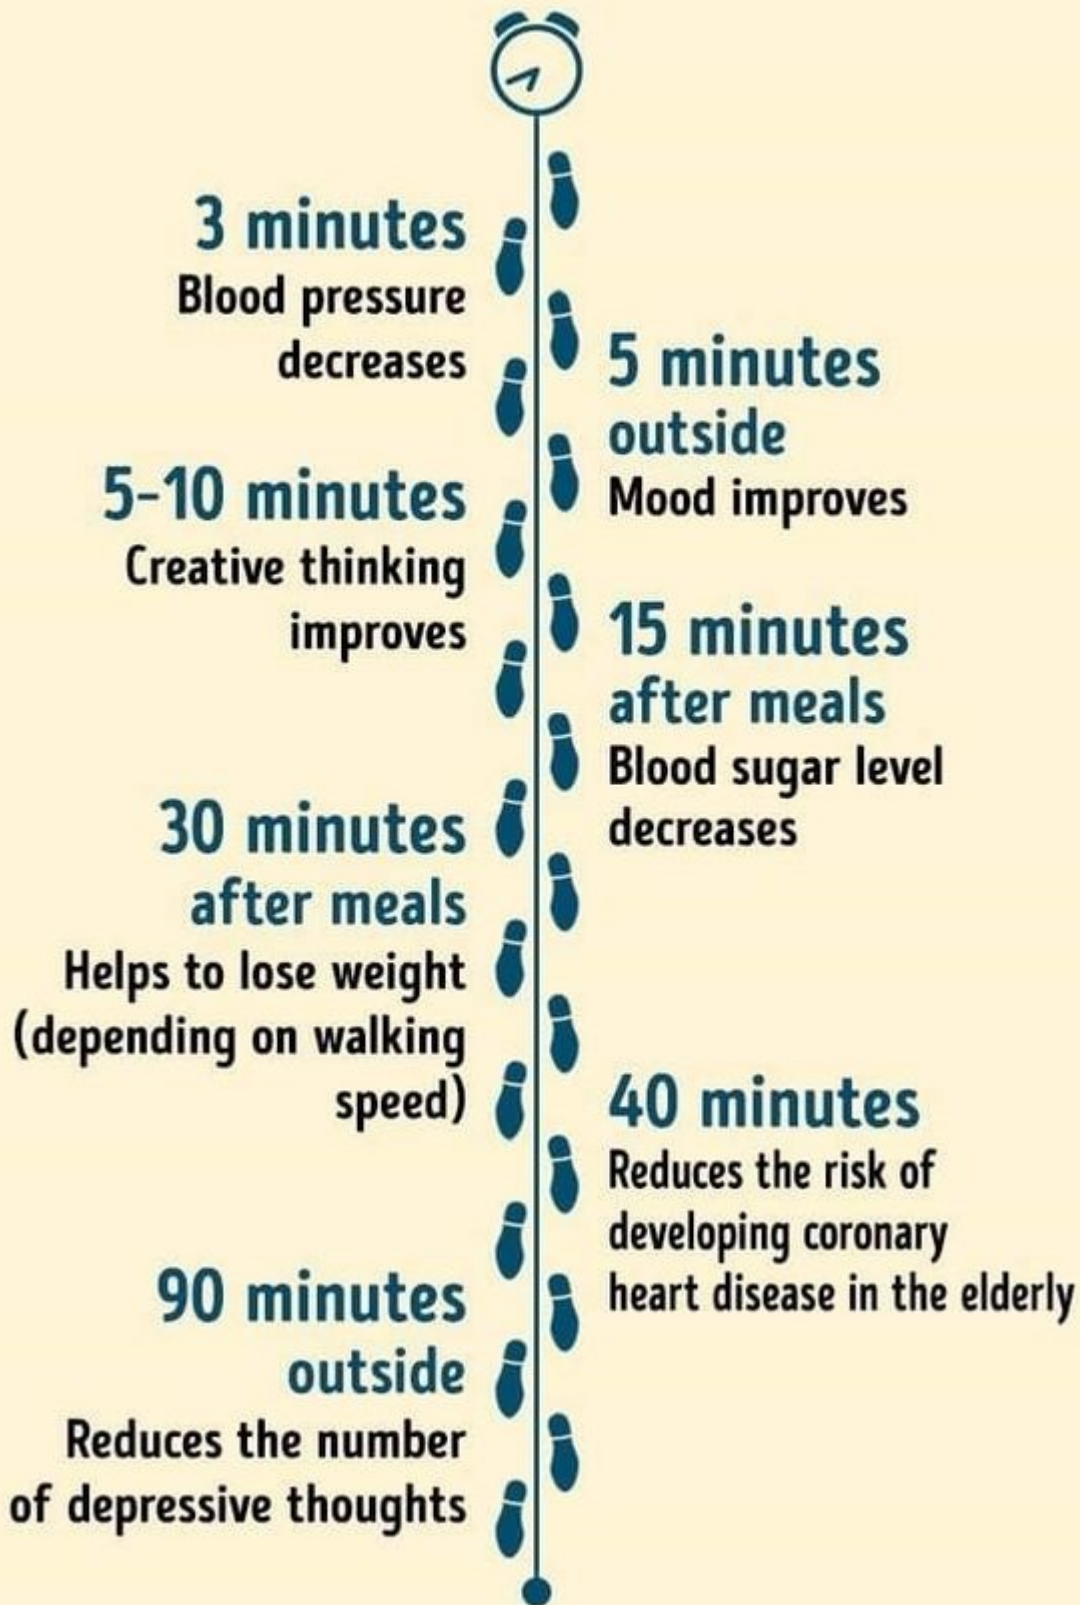 3 minutes
Blood pressure
decreases
5 minutes
outside
Mood improves
5-10 minutes
Creative thinking
improves
15 minutes
after meals
Blood sugar level
decreases
30 minutes
after meals
Helps to lose weight
(depending on walking
speed)
40 minutes
Reduces the risk of
developing coronary
heart disease in the elderly
90 minutes
outside
Reduces the number
of depressive thoughts